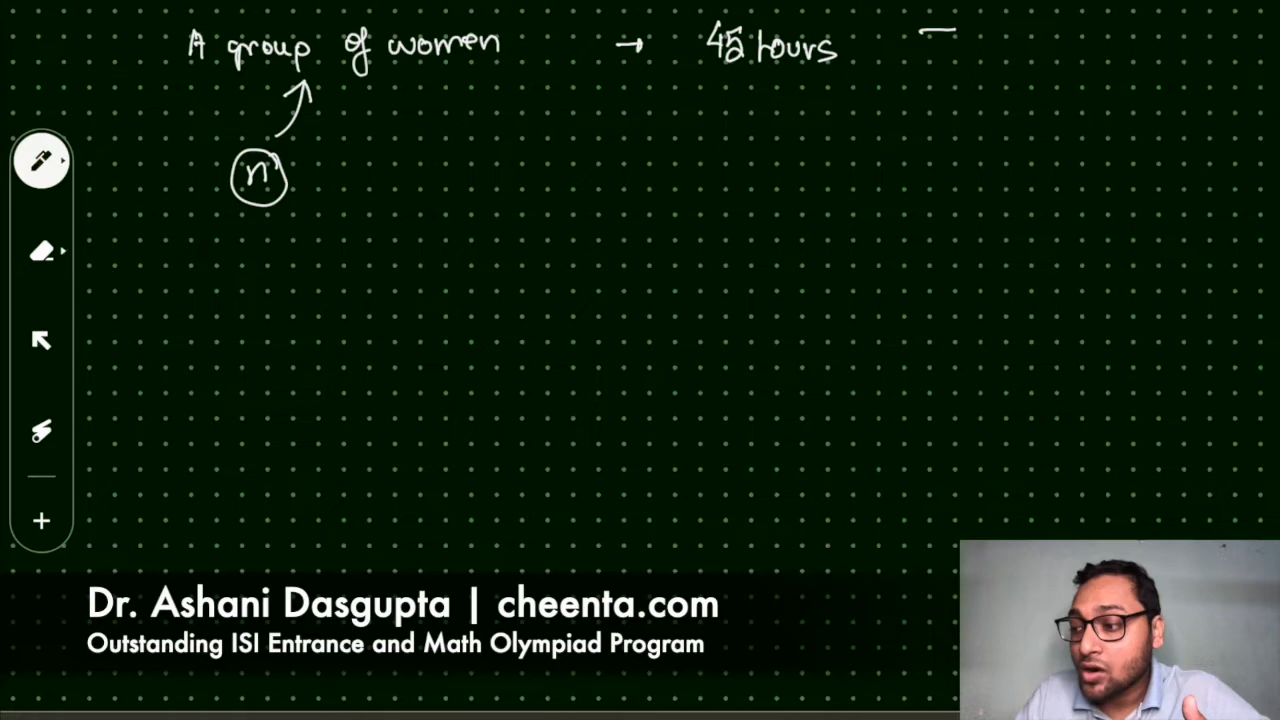 A group of women → 45 hours
n
Dr. Ashani Dasgupta | cheenta.com
Outstanding ISI Entrance and Math Olympiad Program